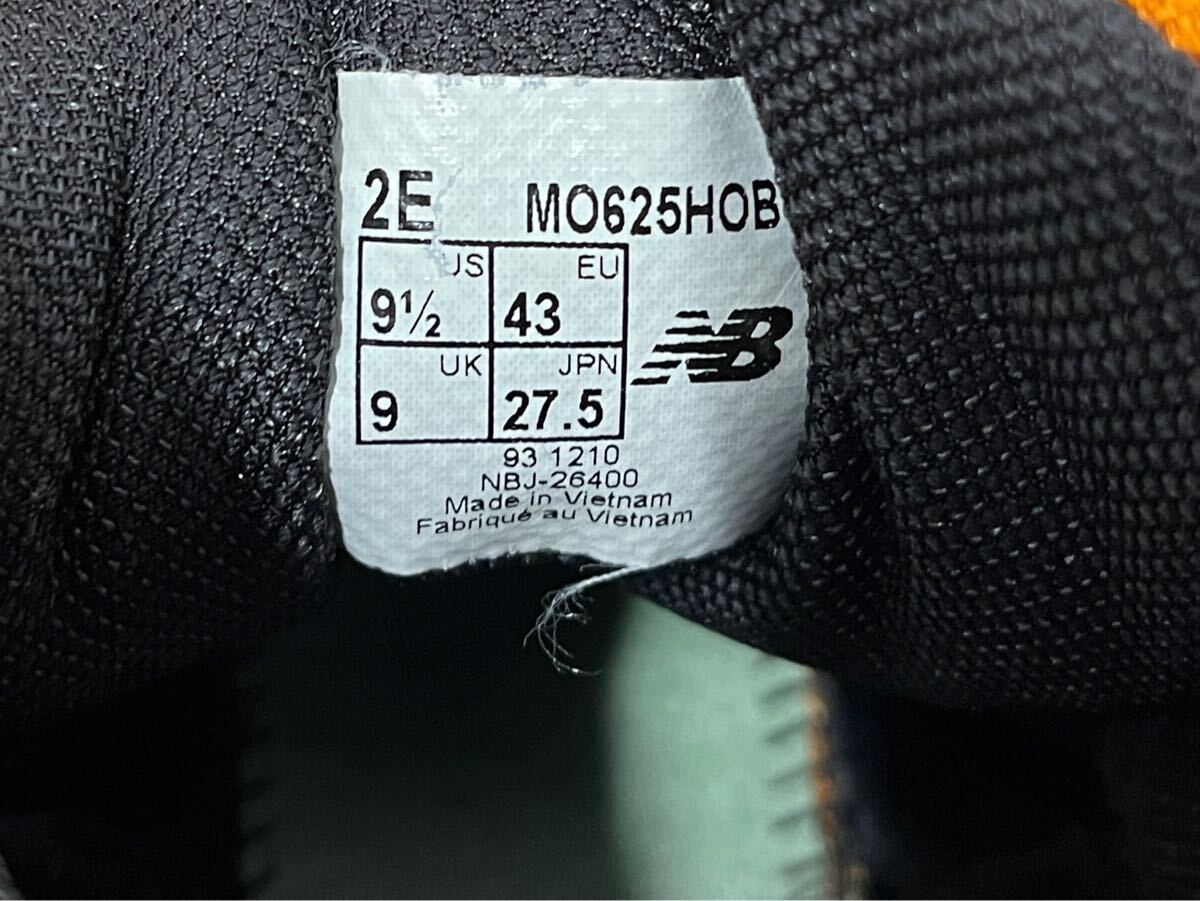 2E MO625HOB
US EU
9½ 43
NB
UK JPN
9 27.5
93 1210
NBJ-26400
Made in Vietnam
Fabriqué au Vietnam